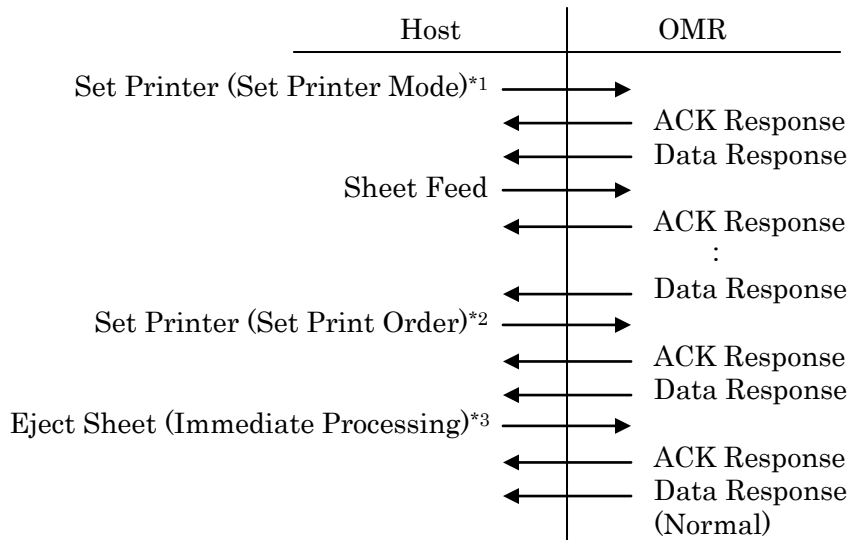 Host OMR
Set Printer (Set Printer Mode)*1
ACK Response
Data Response
Sheet Feed
ACK Response
:
Data Response
Set Printer (Set Print Order)*2
ACK Response
Data Response
Eject Sheet (Immediate Processing)*3
ACK Response
Data Response
(Normal)